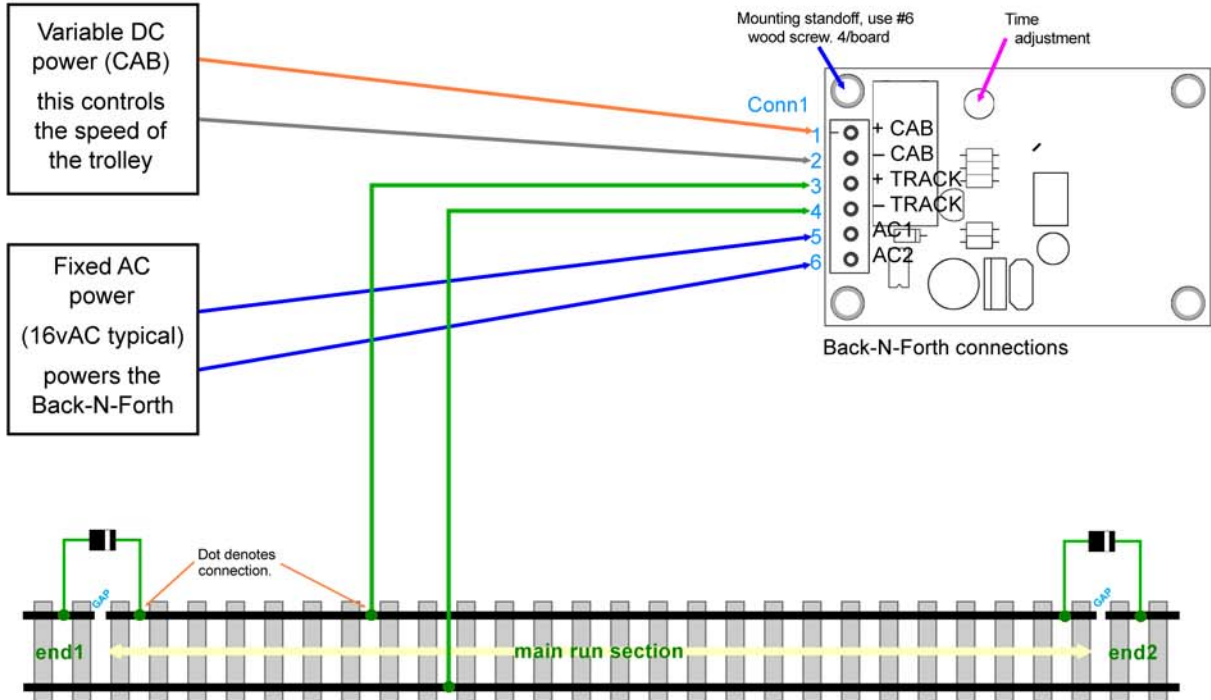 Variable DC
power (CAB)
this controls
the speed of
the trolley
Mounting standoff, use #6
wood screw. 4/board
Time
adjustment
Conn1
1
+ CAB
2
– CAB
3
+ TRACK
4
– TRACK
5
AC1
6
AC2
Fixed AC
power
(16vAC typical)
powers the
Back-N-Forth
Back-N-Forth connections
Dot denotes
connection.
GAP
GAP
end1
main run section
end2